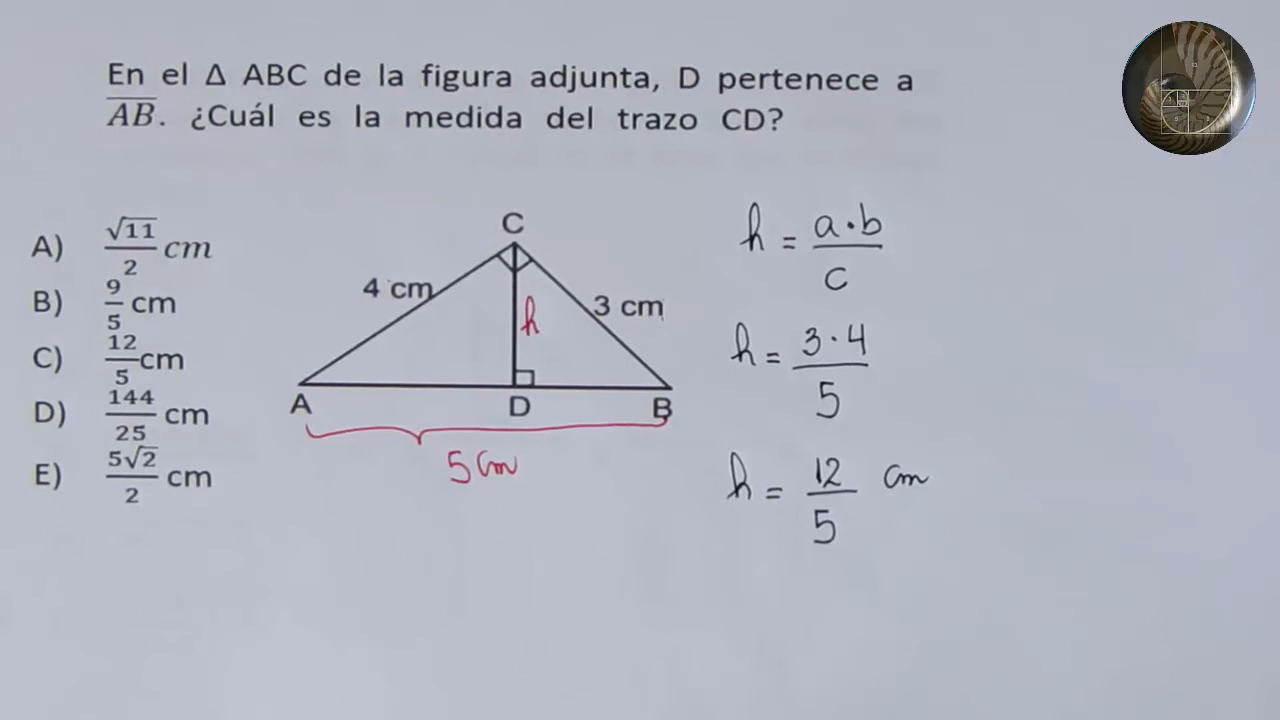 En el Δ ABC de la figura adjunta, D pertenece a
AB. ¿Cuál es la medida del trazo CD?
A) √11/2 cm
B) 9/5 cm
C) 12/5 cm
D) 144/25 cm
E) 5√2/2 cm
C
4 cm
h
3 cm
A
D
B
5 cm
h = a·b/c
h = 3·4/5
h = 12/5 cm